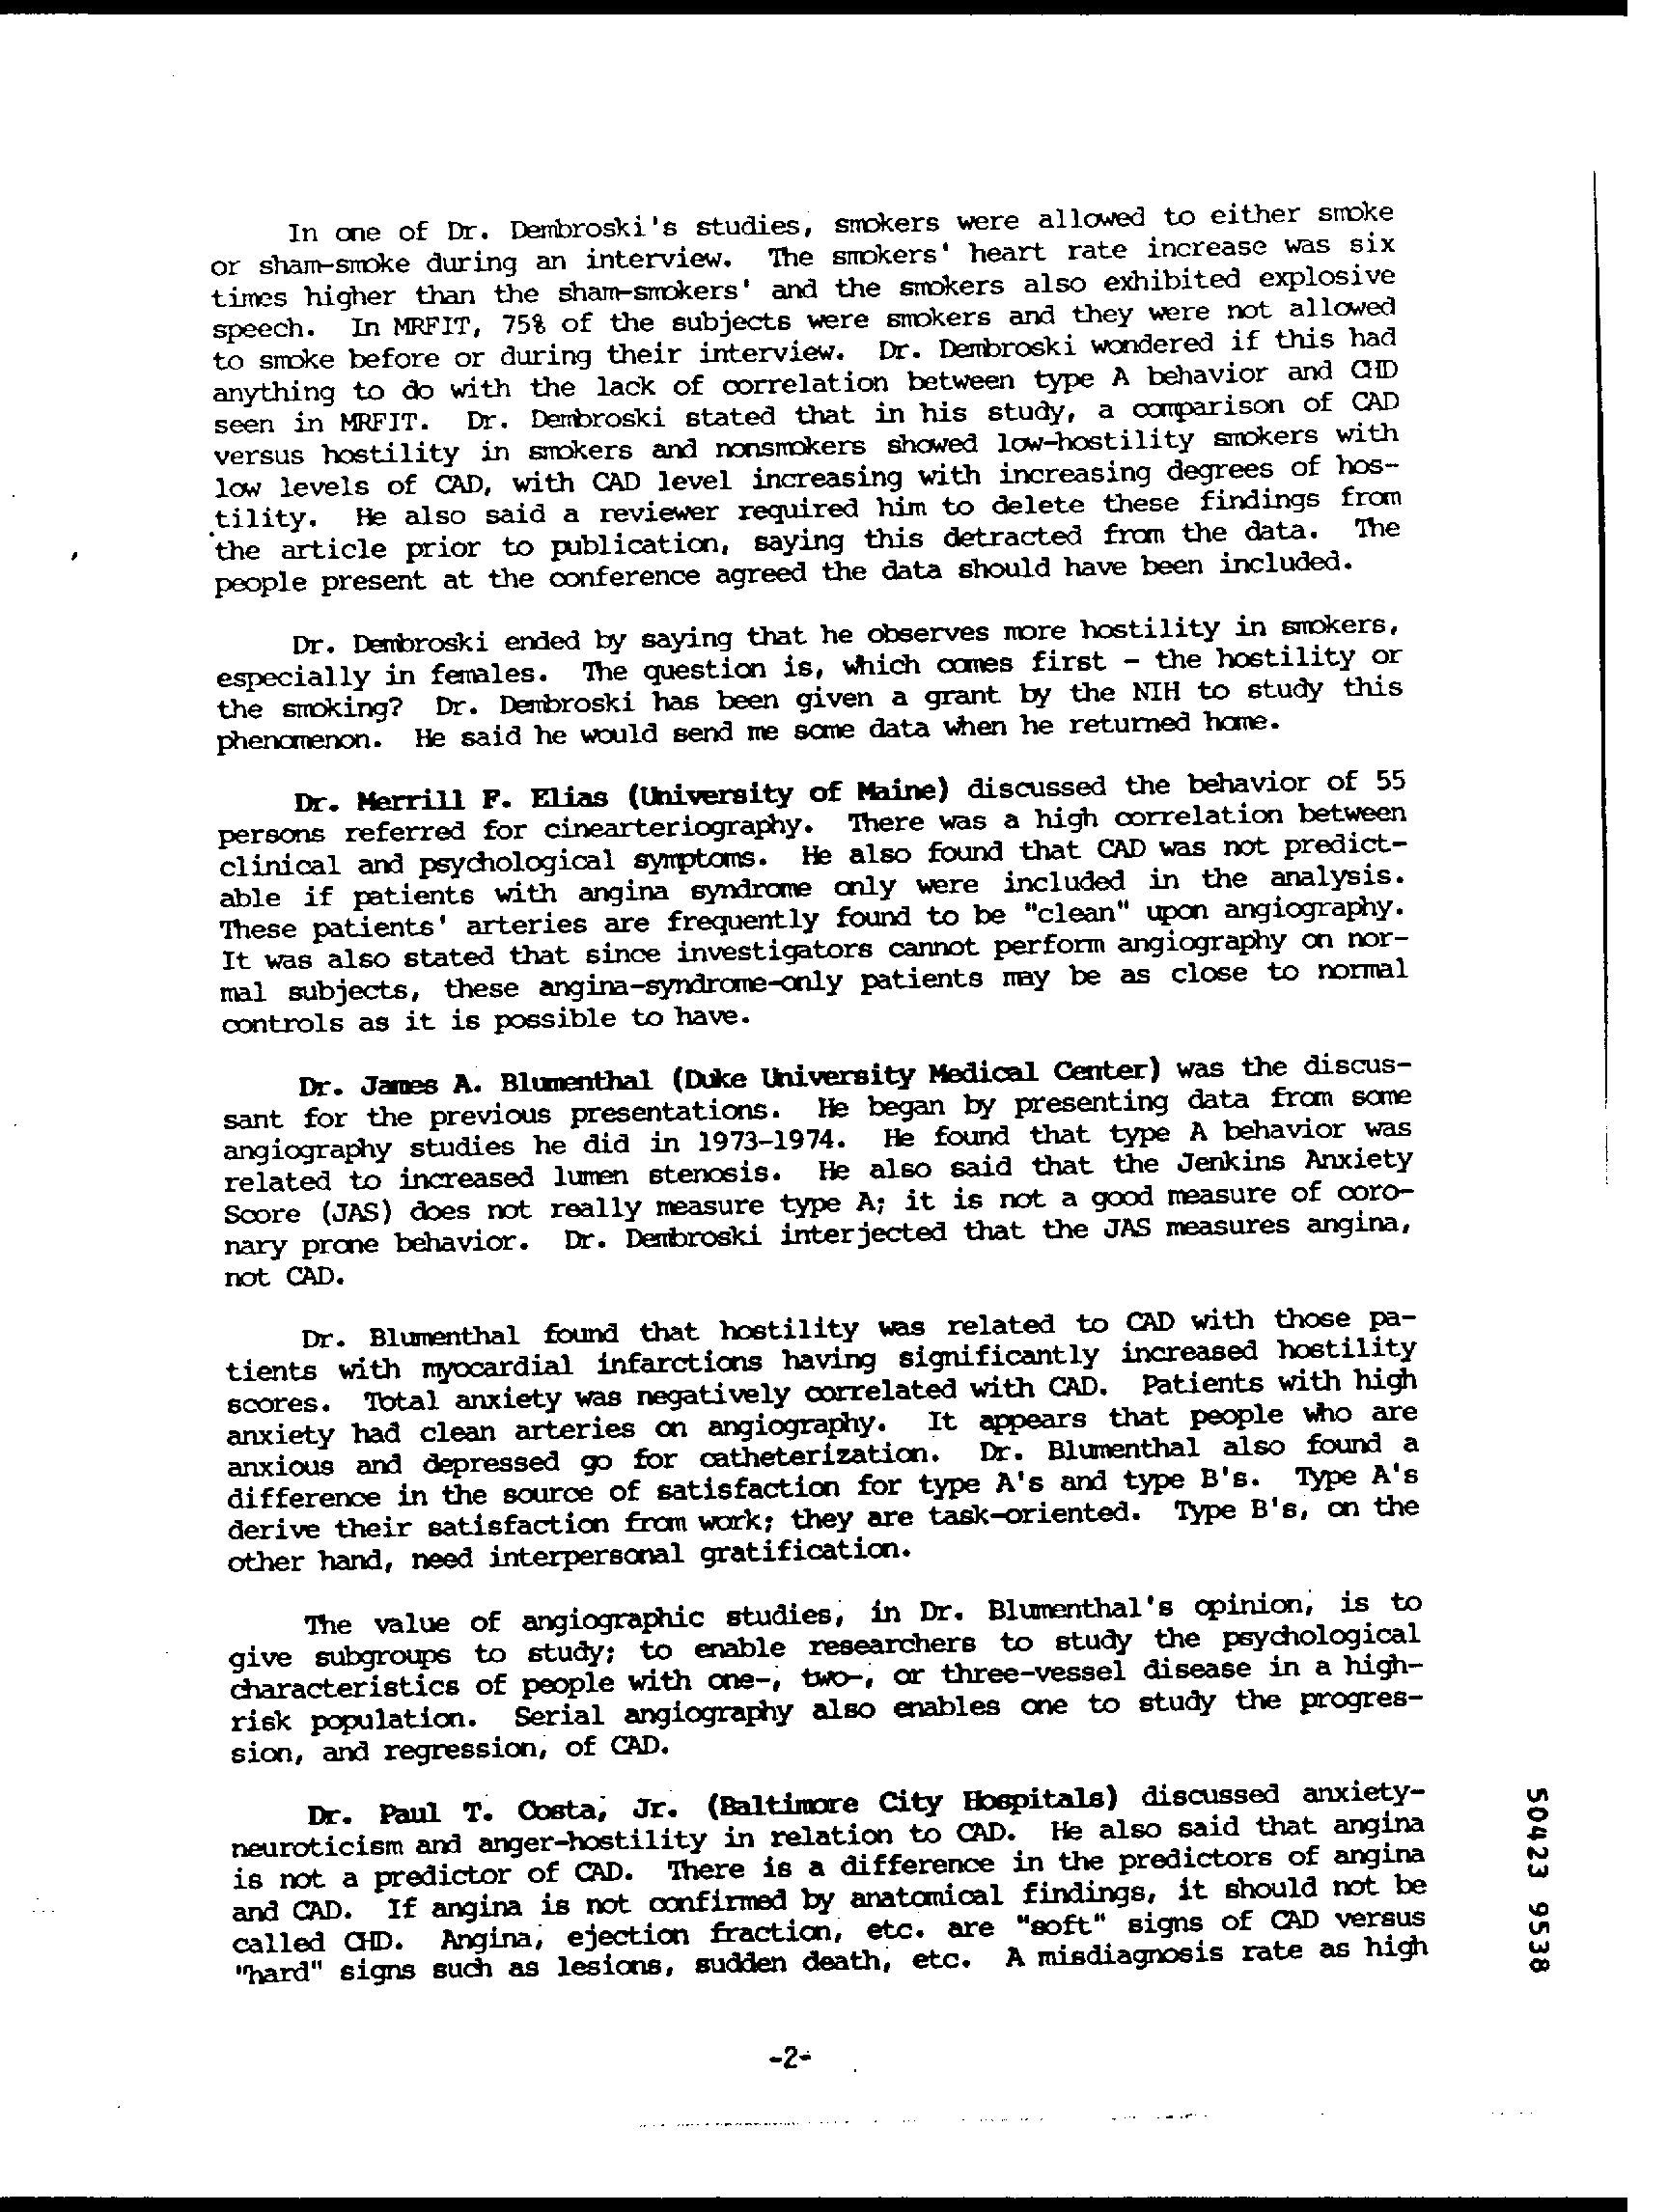 In one of Dr. Dembroski's studies, smokers were allowed to either smoke
or sham-smoke during an interview. The smokers' heart rate increase was six
times higher than the sham-smokers' and the smokers also exhibited explosive
speech. In MRFIT, 75% of the subjects were smokers and they were not allowed
to smoke before or during their interview. Dr. Dembroski wondered if this had
anything to do with the lack of correlation between type A behavior and CHD
seen in MRFIT. Dr. Dembroski stated that in his study, a comparison of CAD
versus hostility in smokers and nonsmokers showed low-hostility smokers with
low levels of CAD, with CAD level increasing with increasing degrees of hos-
tility. He also said a reviewer required him to delete these findings from
the article prior to publication, saying this detracted from the data. The
people present at the conference agreed the data should have been included.
Dr. Dembroski ended by saying that he observes more hostility in smokers,
especially in females. The question is, which comes first - the hostility or
the smoking? Dr. Dembroski has been given a grant by the NIH to study this
phenomenon. He said he would send me some data when he returned home.
Dr. Merrill F. Elias (University of Maine) discussed the behavior of 55
persons referred for cinearteriography. There was a high correlation between
clinical and psychological symptoms. He also found that CAD was not predict-
able if patients with angina syndrome only were included in the analysis.
These patients' arteries are frequently found to be "clean" upon angiography.
It was also stated that since investigators cannot perform angiography on nor-
mal subjects, these angina-syndrome-only patients may be as close to normal
controls as it is possible to have.
Dr. James A. Blumenthal (Duke University Medical Center) was the discus-
sant for the previous presentations. He began by presenting data from some
angiography studies he did in 1973-1974. He found that type A behavior was
related to increased lumen stenosis. He also said that the Jenkins Anxiety
Score (JAS) does not really measure type A; it is not a good measure of coro-
nary prone behavior. Dr. Dembroski interjected that the JAS measures angina,
not CAD.
Dr. Blumenthal found that hostility was related to CAD with those pa-
tients with myocardial infarctions having significantly increased hostility
scores. Total anxiety was negatively correlated with CAD. Patients with high
anxiety had clean arteries on angiography. It appears that people who are
anxious and depressed go for catheterization. Dr. Blumenthal also found a
difference in the source of satisfaction for type A's and type B's. Type A's
derive their satisfaction from work; they are task-oriented. Type B's, on the
other hand, need interpersonal gratification.
The value of angiographic studies, in Dr. Blumenthal's opinion, is to
give subgroups to study; to enable researchers to study the psychological
characteristics of people with one-, two-, or three-vessel disease in a high-
risk population. Serial angiography also enables one to study the progres-
sion, and regression, of CAD.
Dr. Paul T. Costa, Jr. (Baltimore City Hospitals) discussed anxiety-
neuroticism and anger-hostility in relation to CAD. He also said that angina
is not a predictor of CAD. There is a difference in the predictors of angina
and CAD. If angina is not confirmed by anatomical findings, it should not be
called CHD. Angina, ejection fraction, etc. are "soft" signs of CAD versus
"hard" signs such as lesions, sudden death, etc. A misdiagnosis rate as high
-2-
50423 9538